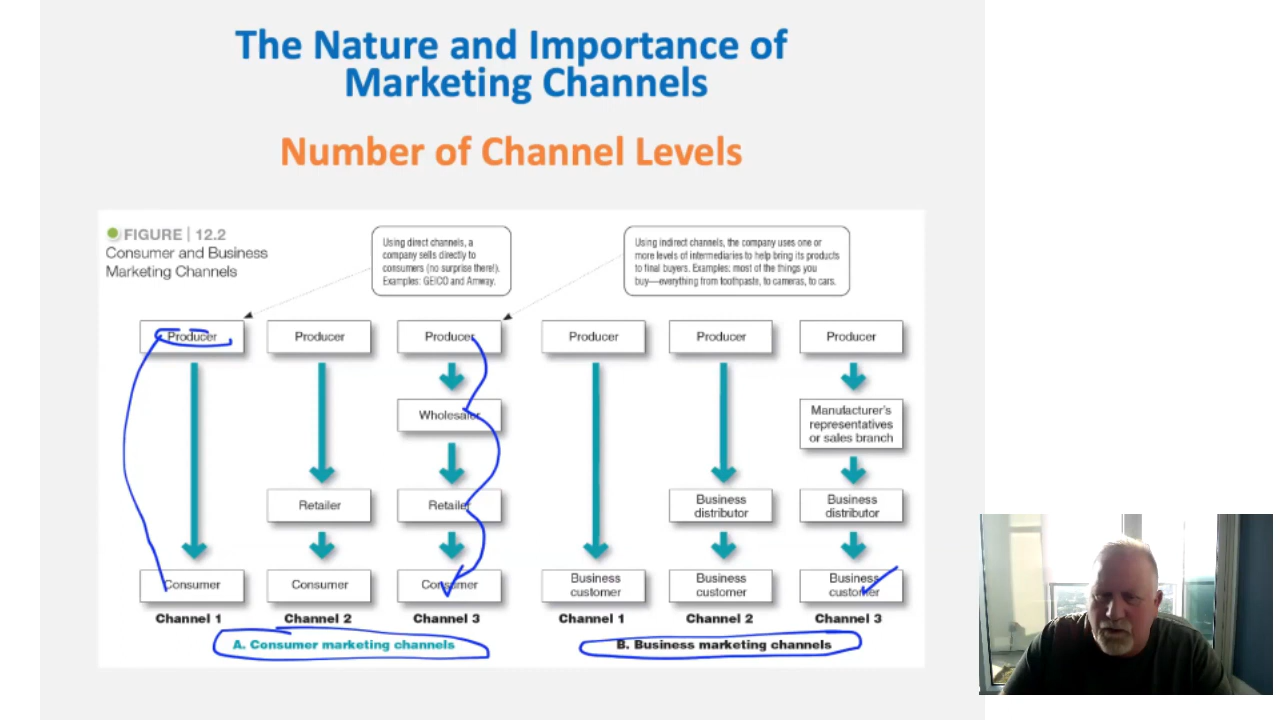 The Nature and Importance of
Marketing Channels
Number of Channel Levels
FIGURE | 12.2
Consumer and Business
Marketing Channels
Using direct channels, a
company sells directly to
consumers (no surprise there!).
Examples: GEICO and Amway.
Using indirect channels, the company uses one or
more levels of intermediaries to help bring its products
to final buyers. Examples: most of the things you
buy—everything from toothpaste, to cameras, to cars.
Producer
Consumer
Channel 1
Producer
Retailer
Consumer
Channel 2
Producer
Wholesaler
Retailer
Consumer
Channel 3
A. Consumer marketing channels
Producer
Business
customer
Channel 1
Producer
Business
distributor
Business
customer
Channel 2
Producer
Manufacturer's
representatives
or sales branch
Business
distributor
Business
customer
Channel 3
B. Business marketing channels